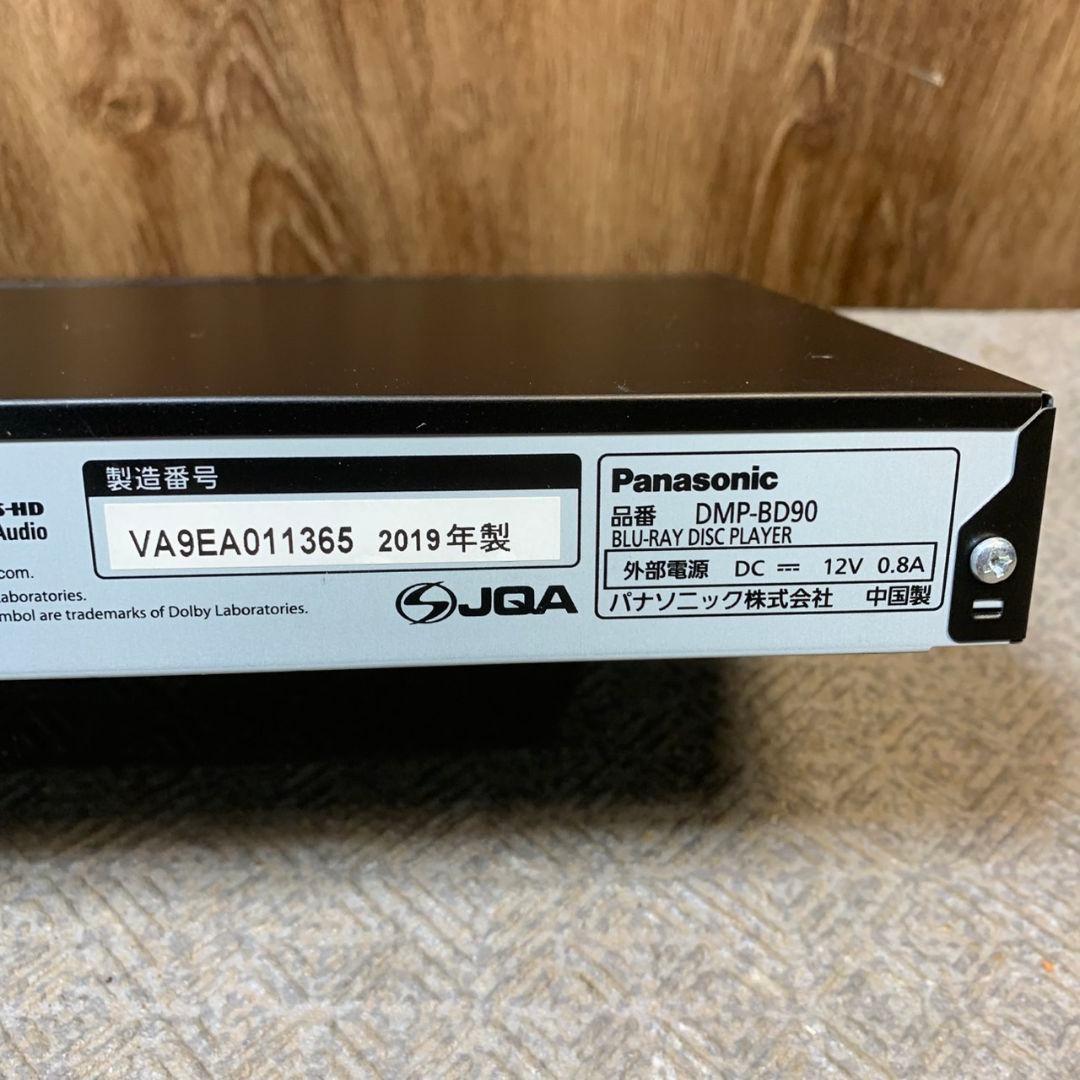 -HD
Audio
com.
aboratories.
mbol are trademarks of Dolby Laboratories.
製造番号
VA9EA011365 2019年製
JQA
Panasonic
品番 DMP-BD90
BLU-RAY DISC PLAYER
外部電源 DC ⎓ 12V 0.8A
パナソニック株式会社 中国製